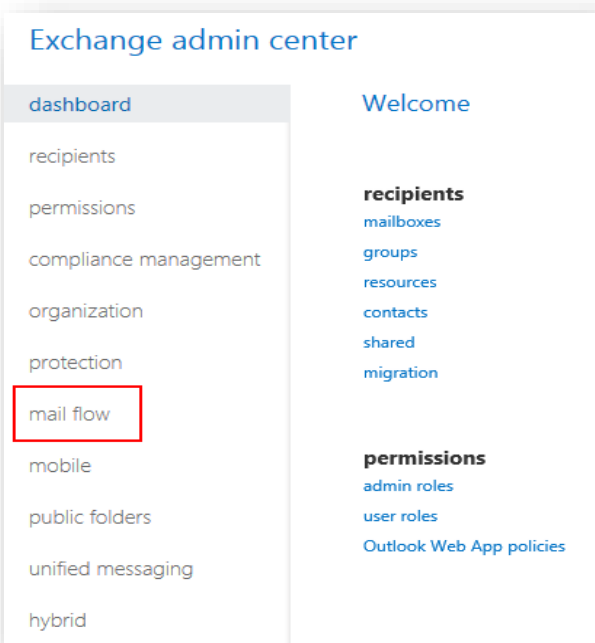 Exchange admin center
dashboard
recipients
permissions
compliance management
organization
protection
mail flow
mobile
public folders
unified messaging
hybrid
Welcome
recipients
mailboxes
groups
resources
contacts
shared
migration
permissions
admin roles
user roles
Outlook Web App policies